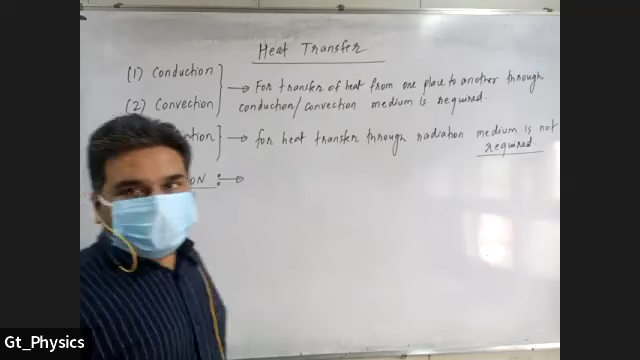 Heat Transfer
(1) Conduction
(2) Convection
→ For transfer of heat from one place to another through
conduction/convection medium is required.
→ for heat transfer through radiation medium is not
required
Gt_Physics